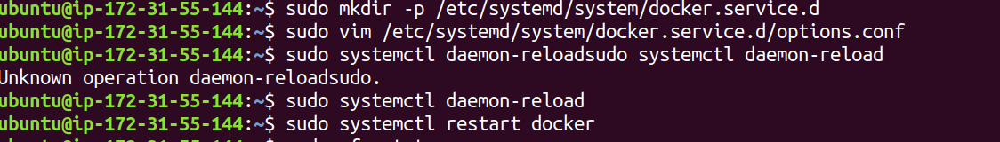 ubuntu@ip-172-31-55-144:~$ sudo mkdir -p /etc/systemd/system/docker.service.d
ubuntu@ip-172-31-55-144:~$ sudo vim /etc/systemd/system/docker.service.d/options.conf
ubuntu@ip-172-31-55-144:~$ sudo systemctl daemon-reloadsudo systemctl daemon-reload
Unknown operation daemon-reloadsudo.
ubuntu@ip-172-31-55-144:~$ sudo systemctl daemon-reload
ubuntu@ip-172-31-55-144:~$ sudo systemctl restart docker